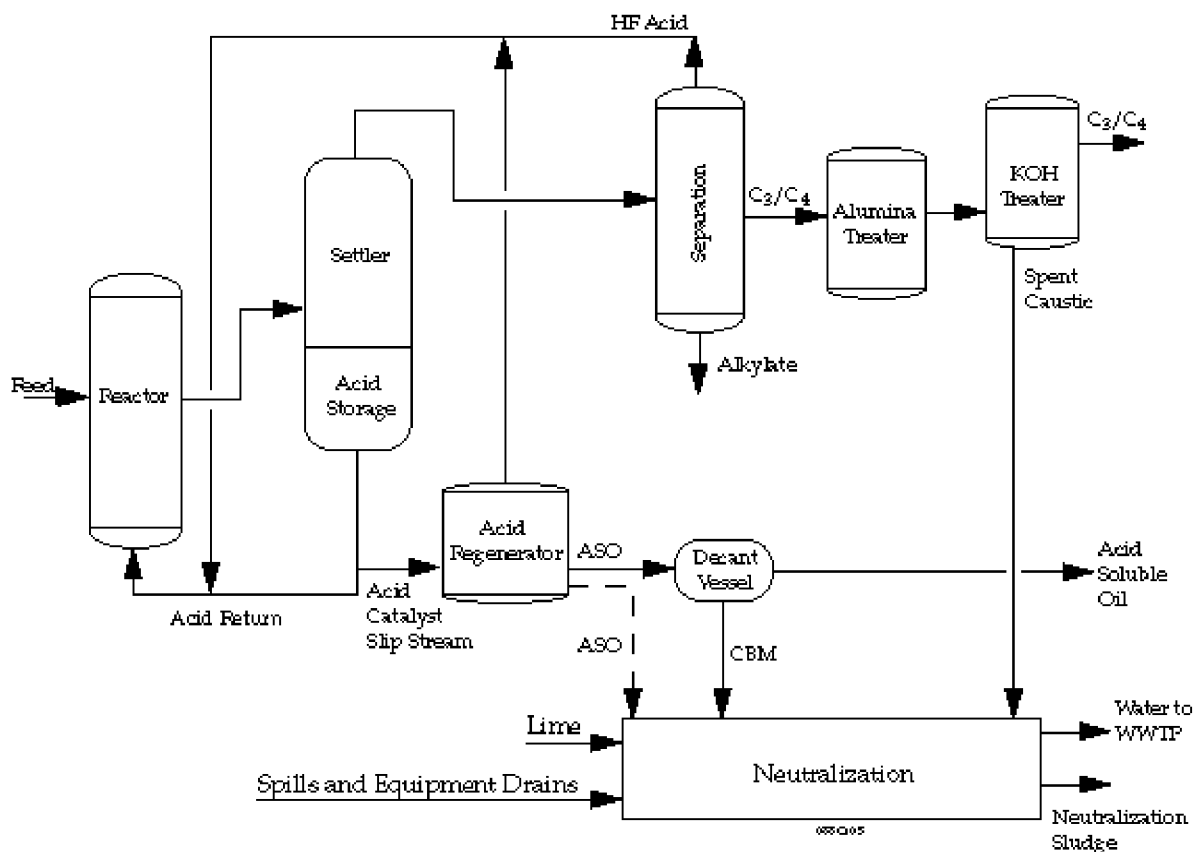 HF Acid
C3/C4
KOH
Treater
C3/C4
Alumina
Treater
Separation
Settler
Spent
Caustic
Alkylate
Feed
Reactor
Acid
Storage
Acid
Regenerator
ASO
Decant
Vessel
Acid
Soluble
Oil
Acid Return
Acid
Catalyst
Slip Stream
ASO
CBM
Lime
Water to
WWTP
Neutralization
Spills and Equipment Drains
Neutralization
Sludge